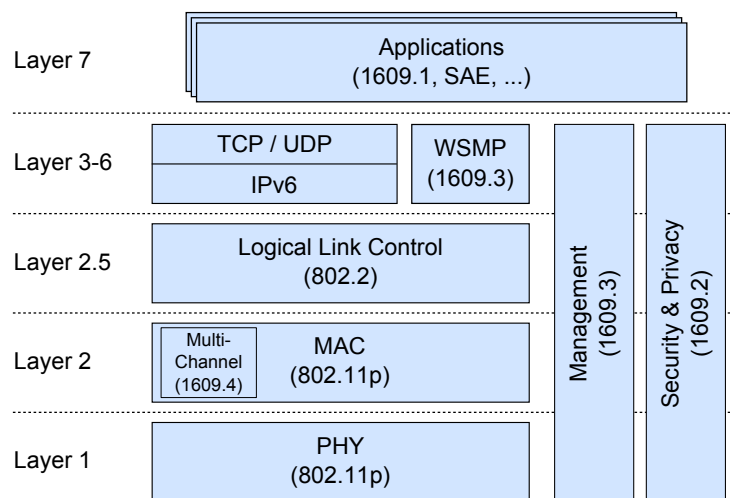 Layer 7
Applications
(1609.1, SAE, ...)
Layer 3-6
TCP / UDP
IPv6
WSMP
(1609.3)
Layer 2.5
Logical Link Control
(802.2)
Layer 2
Multi-
Channel
(1609.4)
MAC
(802.11p)
Layer 1
PHY
(802.11p)
Management
(1609.3)
Security & Privacy
(1609.2)